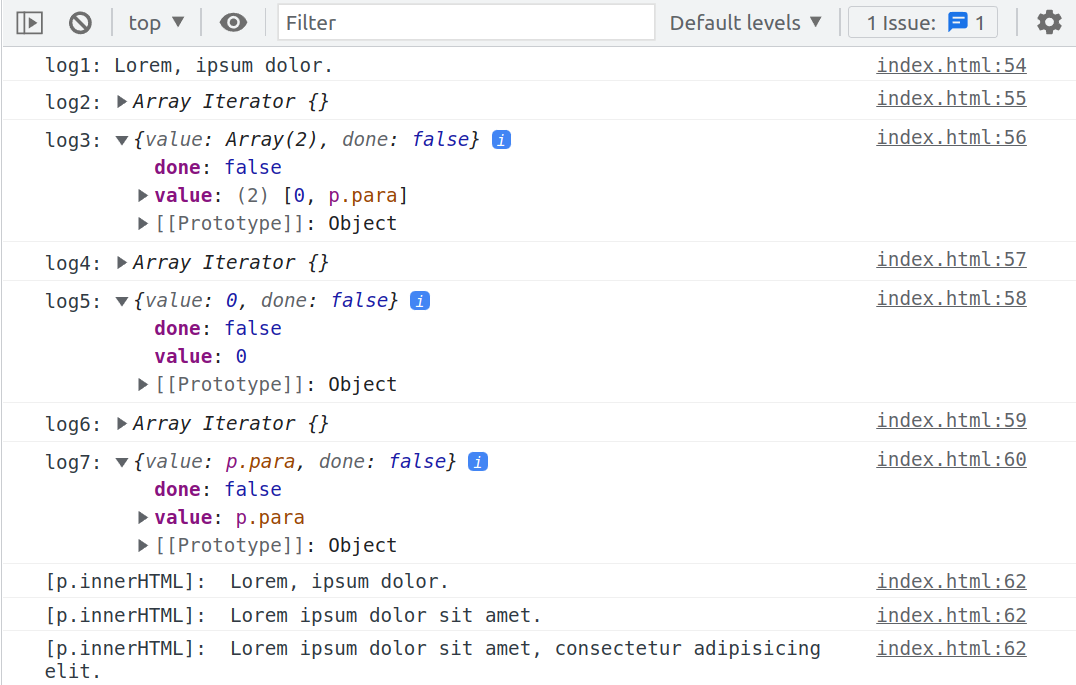 top ▼ Filter Default levels ▼ 1 Issue: 1
log1: Lorem, ipsum dolor. index.html:54
log2: ▶Array Iterator {} index.html:55
log3: ▼{value: Array(2), done: false} i index.html:56
done: false
▶value: (2) [0, p.para]
▶[[Prototype]]: Object
log4: ▶Array Iterator {} index.html:57
log5: ▼{value: 0, done: false} i index.html:58
done: false
value: 0
▶[[Prototype]]: Object
log6: ▶Array Iterator {} index.html:59
log7: ▼{value: p.para, done: false} i index.html:60
done: false
▶value: p.para
▶[[Prototype]]: Object
[p.innerHTML]:  Lorem, ipsum dolor. index.html:62
[p.innerHTML]:  Lorem ipsum dolor sit amet. index.html:62
[p.innerHTML]:  Lorem ipsum dolor sit amet, consectetur adipisicing index.html:62
elit.